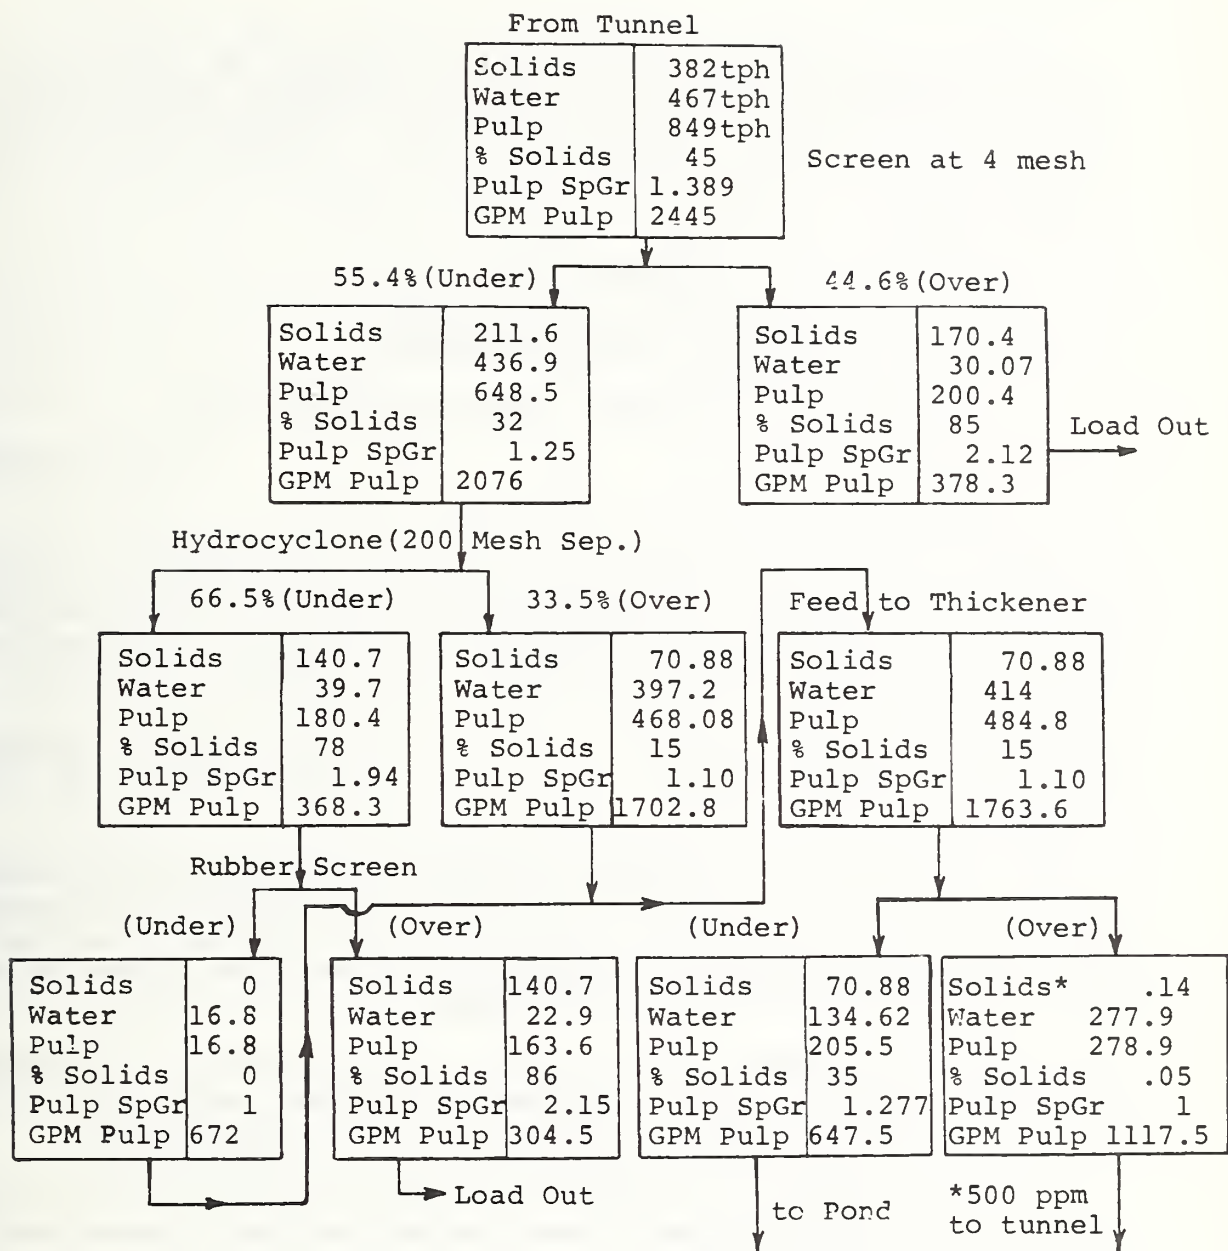 From Tunnel
Solids 382tph
Water 467tph
Pulp 849tph
% Solids 45
Pulp SpGr 1.389
GPM Pulp 2445
Screen at 4 mesh
55.4%(Under)
44.6%(Over)
Solids 211.6
Water 436.9
Pulp 648.5
% Solids 32
Pulp SpGr 1.25
GPM Pulp 2076
Solids 170.4
Water 30.07
Pulp 200.4
% Solids 85
Pulp SpGr 2.12
GPM Pulp 378.3
Load Out
Hydrocyclone(200 Mesh Sep.)
66.5%(Under)
33.5%(Over)
Feed to Thickener
Solids 140.7
Water 39.7
Pulp 180.4
% Solids 78
Pulp SpGr 1.94
GPM Pulp 368.3
Solids 70.88
Water 397.2
Pulp 468.08
% Solids 15
Pulp SpGr 1.10
GPM Pulp 1702.8
Solids 70.88
Water 414
Pulp 484.8
% Solids 15
Pulp SpGr 1.10
GPM Pulp 1763.6
Rubber Screen
(Under)
(Over)
(Under)
(Over)
Solids 0
Water 16.8
Pulp 16.8
% Solids 0
Pulp SpGr 1
GPM Pulp 672
Solids 140.7
Water 22.9
Pulp 163.6
% Solids 86
Pulp SpGr 2.15
GPM Pulp 304.5
Solids 70.88
Water 134.62
Pulp 205.5
% Solids 35
Pulp SpGr 1.277
GPM Pulp 647.5
Solids* .14
Water 277.9
Pulp 278.9
% Solids .05
Pulp SpGr 1
GPM Pulp 1117.5
Load Out
to Pond
*500 ppm
to tunnel